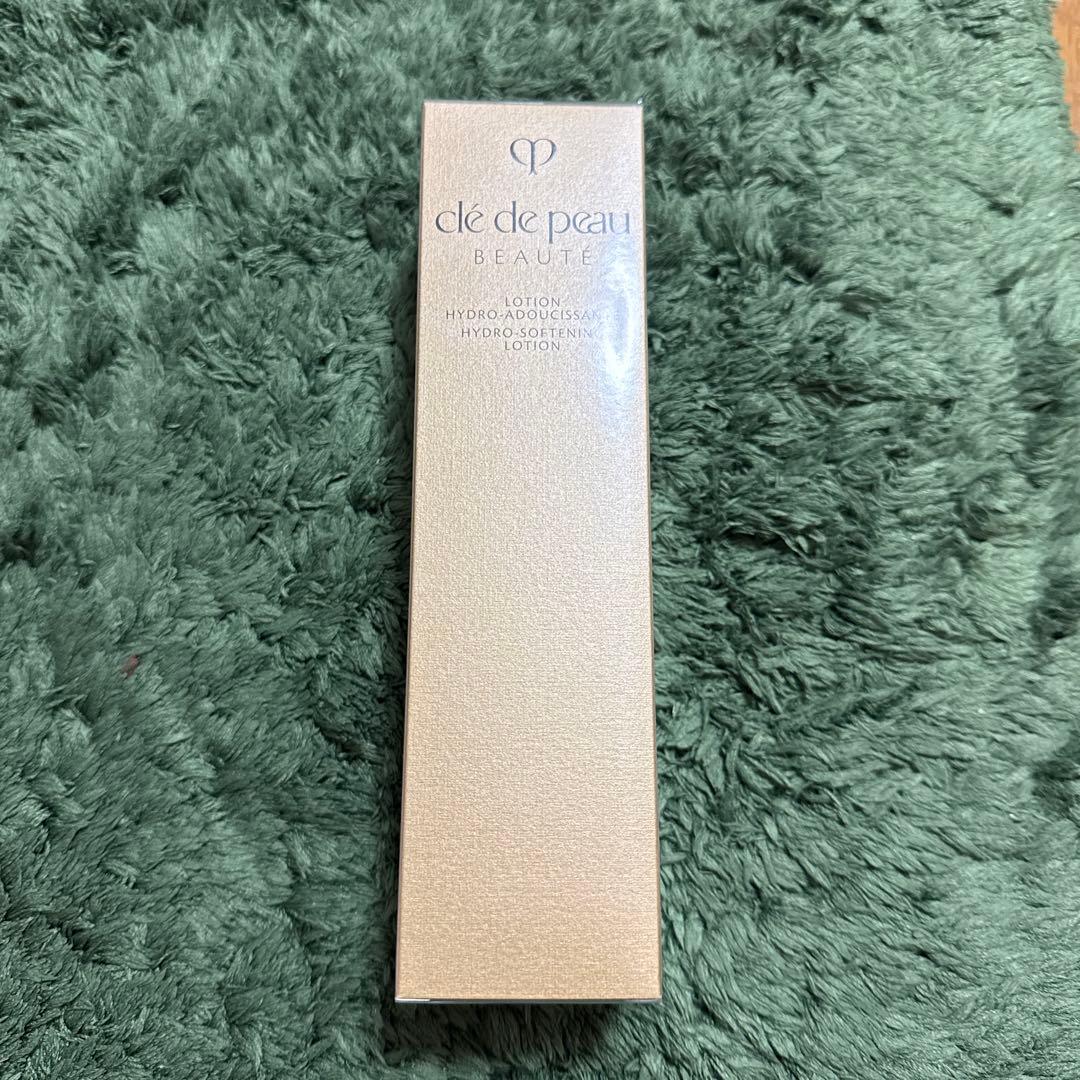 clé de peau
BEAUTÉ
LOTION
HYDRO-ADOUCISSANTE
HYDRO-SOFTENING
LOTION